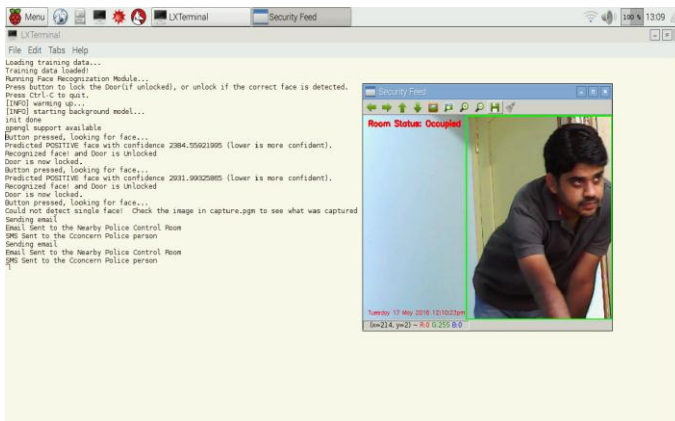 Menu LXTerminal Security Feed 100 % 13:09
LXTerminal
File Edit Tabs Help
Loading training data...
Training data loaded!
Running Face Recognization Module...
Press button to lock the Door(if unlocked), or unlock if the correct face is detected.
Press Ctrl-C to quit.
[INFO] warming up...
[INFO] starting background model...
init done
opengl support available
Button pressed, looking for face...
Predicted POSITIVE face with confidence 2384.55021995 (lower is more confident).
Recognized face! and Door is Unlocked
Door is now locked.
Button pressed, looking for face...
Predicted POSITIVE face with confidence 2931.99325865 (lower is more confident).
Recognized face! and Door is Unlocked
Door is now locked.
Button pressed, looking for face...
Could not detect single face! Check the image in capture.pgm to see what was captured
Sending email
Email Sent to the Nearby Police Control Room
SMS Sent to the Cconcern Police person
Sending email
Email Sent to the Nearby Police Control Room
SMS Sent to the Cconcern Police person
Security Feed
Room Status: Occupied
Tuesday 17 May 2016 12:10:23pm
(x=214, y=2) ~ R:0 G:255 B:0